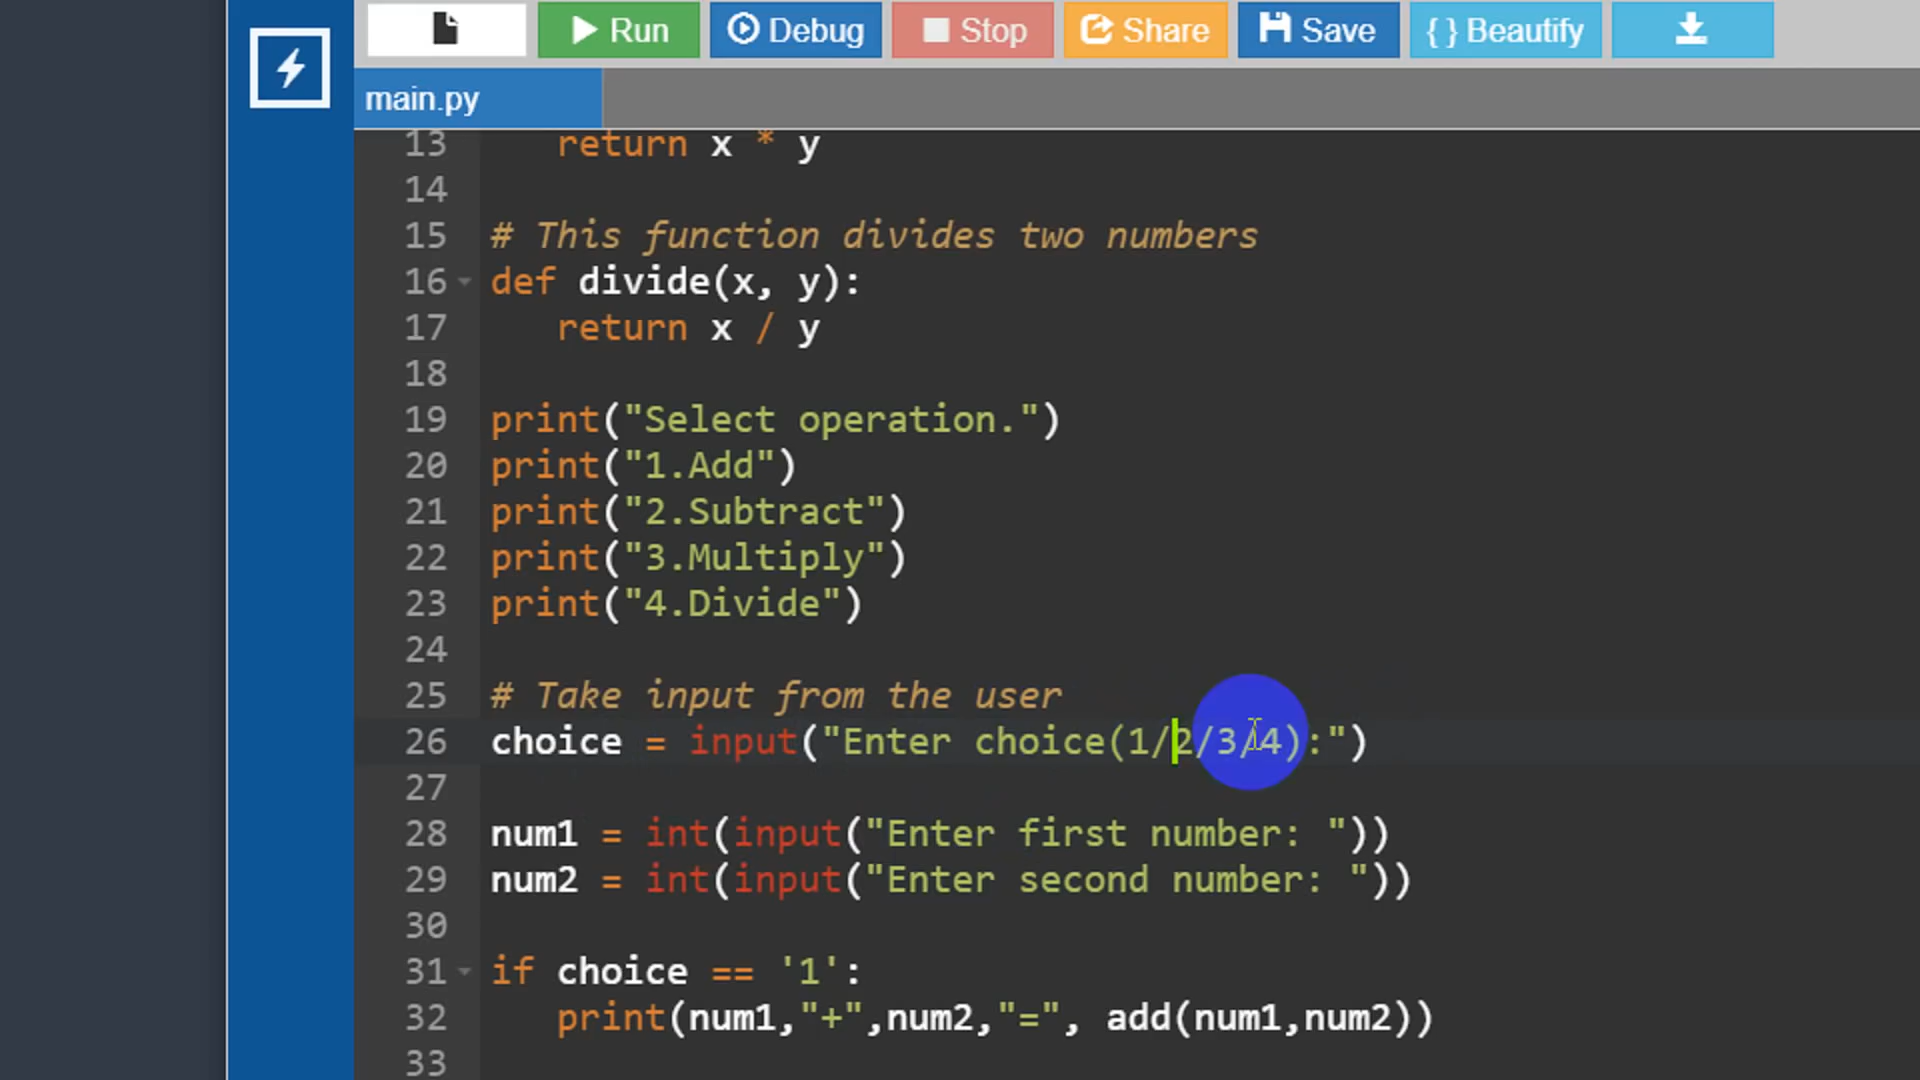 Run Debug Stop Share Save { } Beautify
main.py
13 return x * y
14
15 # This function divides two numbers
16 def divide(x, y):
17 return x / y
18
19 print("Select operation.")
20 print("1.Add")
21 print("2.Subtract")
22 print("3.Multiply")
23 print("4.Divide")
24
25 # Take input from the user
26 choice = input("Enter choice(1/2/3/4):")
27
28 num1 = int(input("Enter first number: "))
29 num2 = int(input("Enter second number: "))
30
31 if choice == '1':
32 print(num1,"+",num2,"=", add(num1,num2))
33